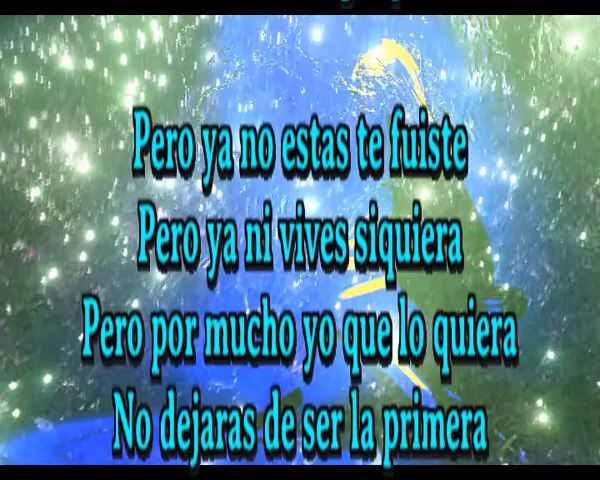 Pero ya no estas te fuiste
Pero ya ni vives siquiera
Pero por mucho yo que lo quiera
No dejaras de ser la primera